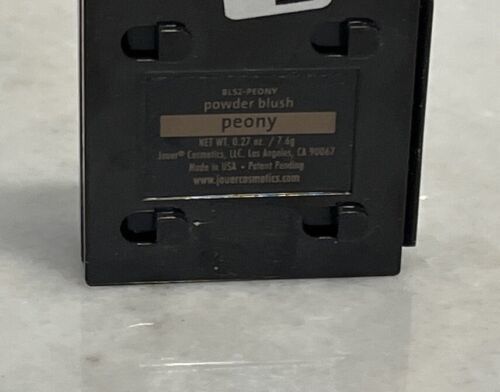 BLS2-PEONY
powder blush
peony
NET WT. 0.27 oz. / 7.6g
Jouer® Cosmetics, LLC. Los Angeles, CA 90067
Made in USA • Patent Pending
www.jouercosmetics.com